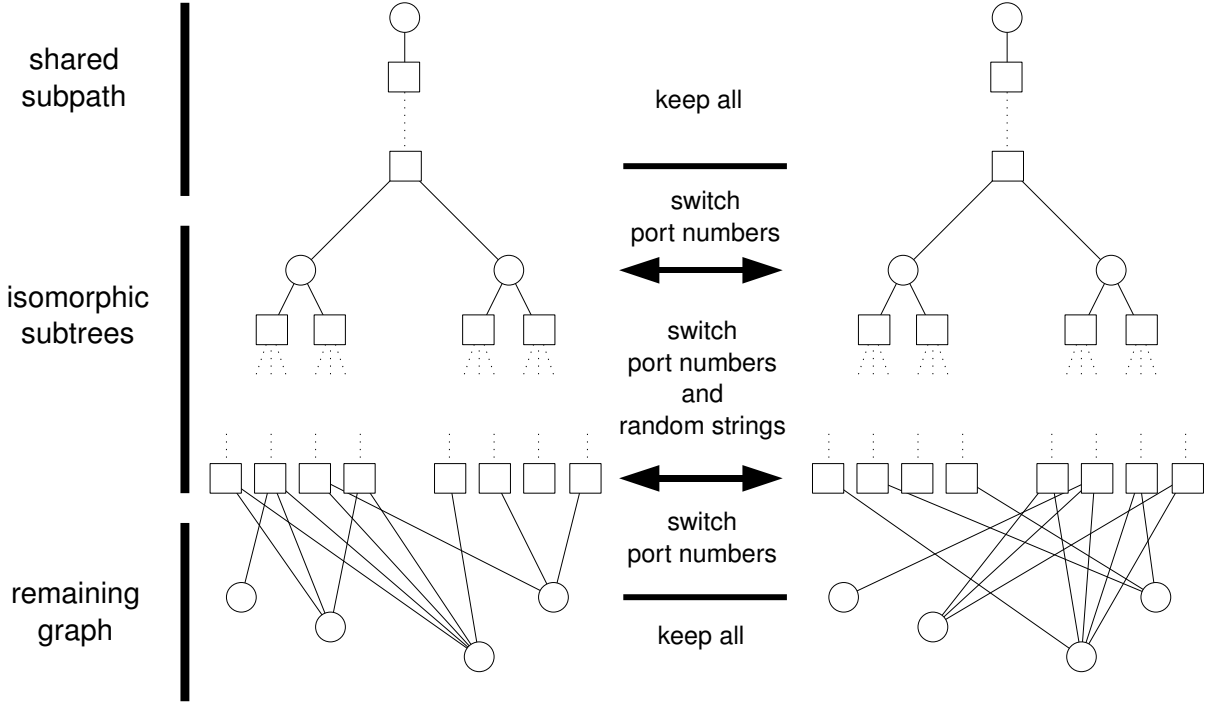 shared
subpath
keep all
switch
port numbers
isomorphic
subtrees
switch
port numbers
and
random strings
switch
port numbers
remaining
graph
keep all